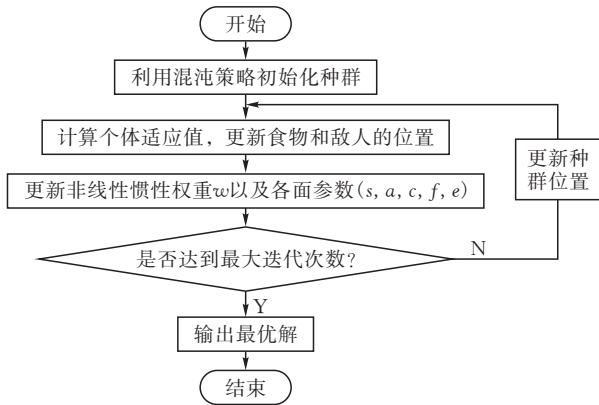 开始
利用混沌策略初始化种群
计算个体适应值，更新食物和敌人的位置
更新种
群位置
更新非线性惯性权重w以及各面参数(s, a, c, f, e)
是否达到最大迭代次数?
N
Y
输出最优解
结束